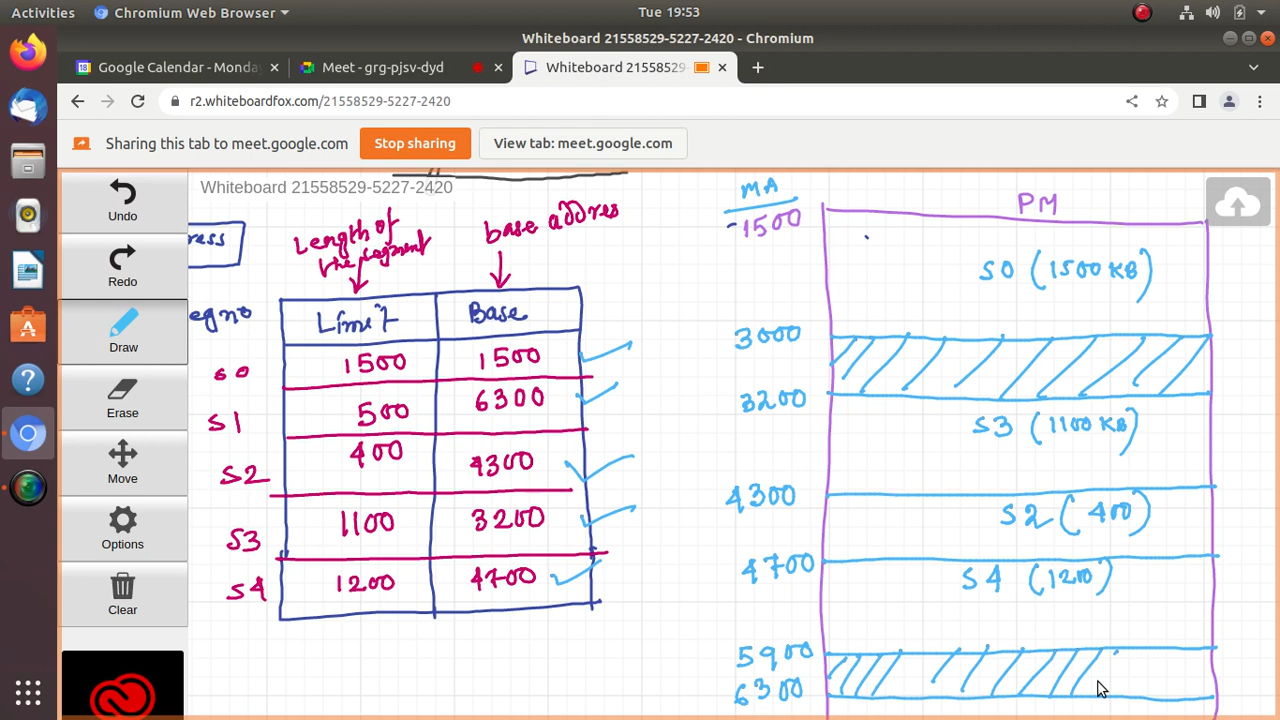 Activities
Chromium Web Browser
Tue 19:53
Whiteboard 21558529-5227-2420 - Chromium
Google Calendar - Monda
Meet - grg-pjsv-dyd
Whiteboard 21558529-
r2.whiteboardfox.com/21558529-5227-2420
Sharing this tab to meet.google.com
Stop sharing
View tab: meet.google.com
Whiteboard 21558529-5227-2420
Undo
Redo
Draw
Erase
Move
Options
Clear
ress
Length of
the segment
base addres
egno
Limit
Base
S0 1500 1500
S1 500 6300
S2 400 4300
S3 1100 3200
S4 1200 4700
MA
PM
-1500
S0 (1500 KB)
3000
3200
S3 (1100 KB)
4300
S2 (400)
4700
S4 (1200)
5900
6300